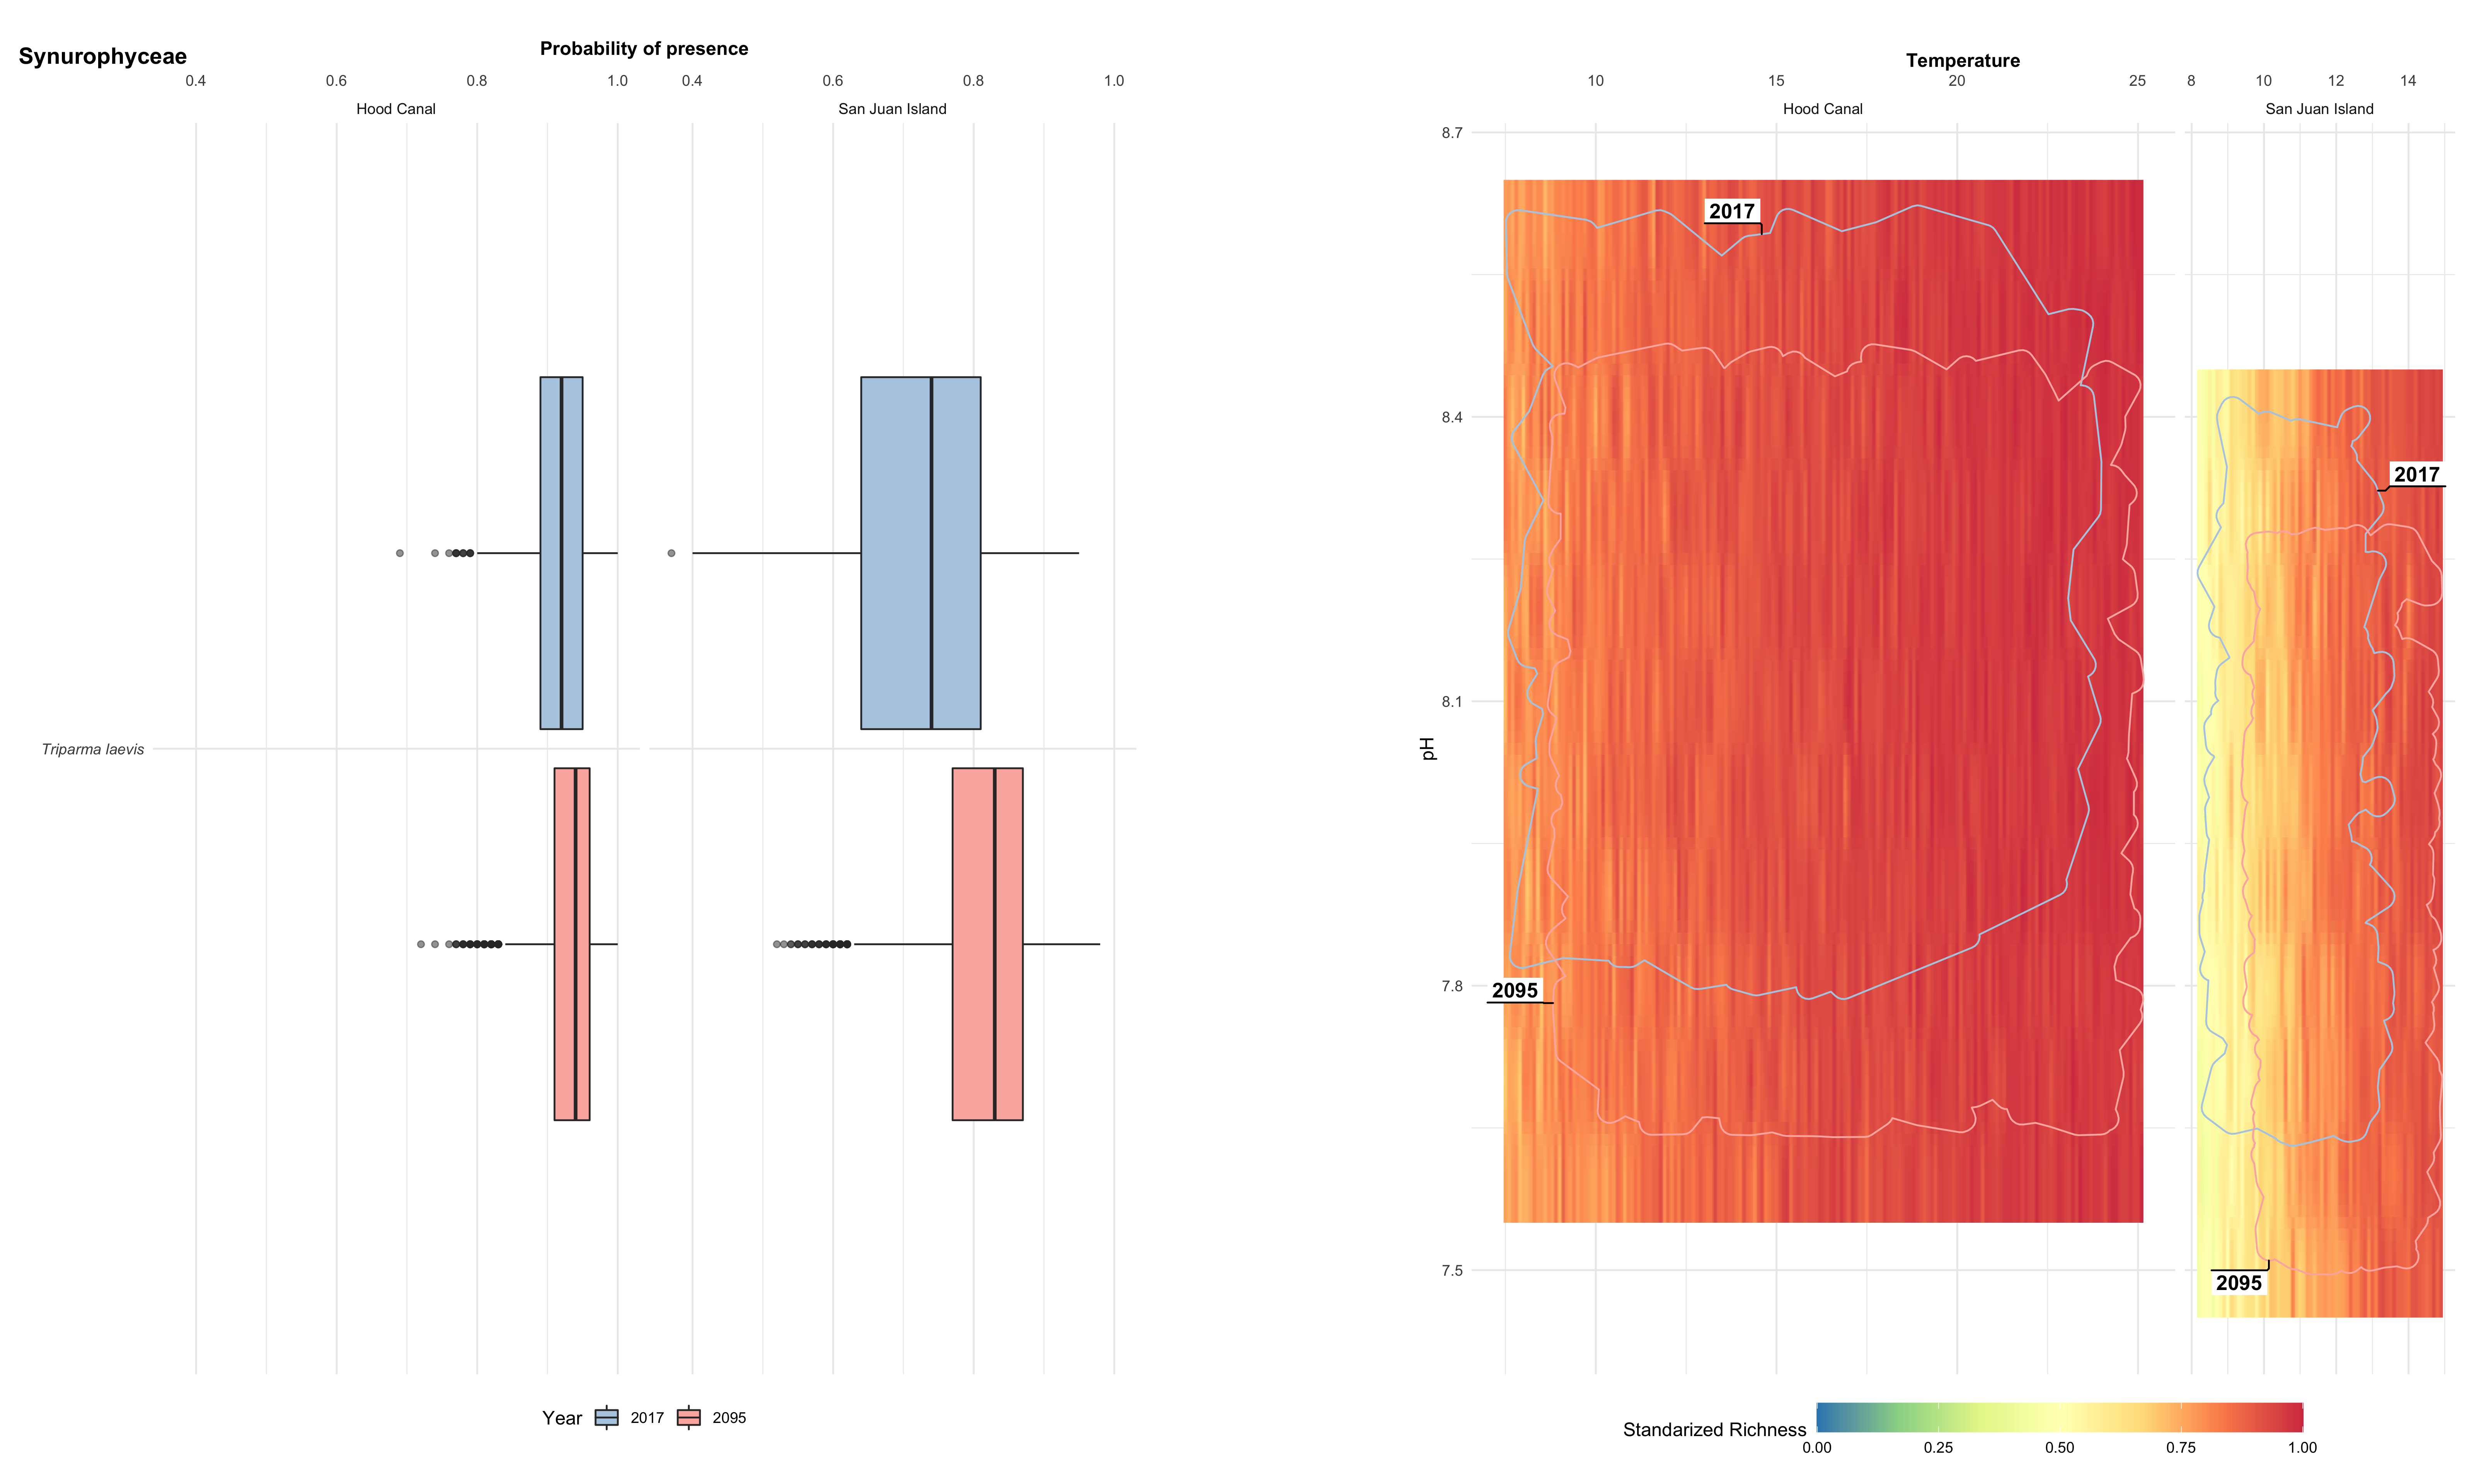 Synurophyceae
Probability of presence
0.4 0.6 0.8 1.0 0.4 0.6 0.8 1.0
Hood Canal San Juan Island
Triparma laevis
Year 2017 2095
Temperature
10 15 20 25 8 10 12 14
Hood Canal San Juan Island
pH
8.7
8.4
8.1
7.8
7.5
2017
2095
2017
2095
Standarized Richness
0.00 0.25 0.50 0.75 1.00